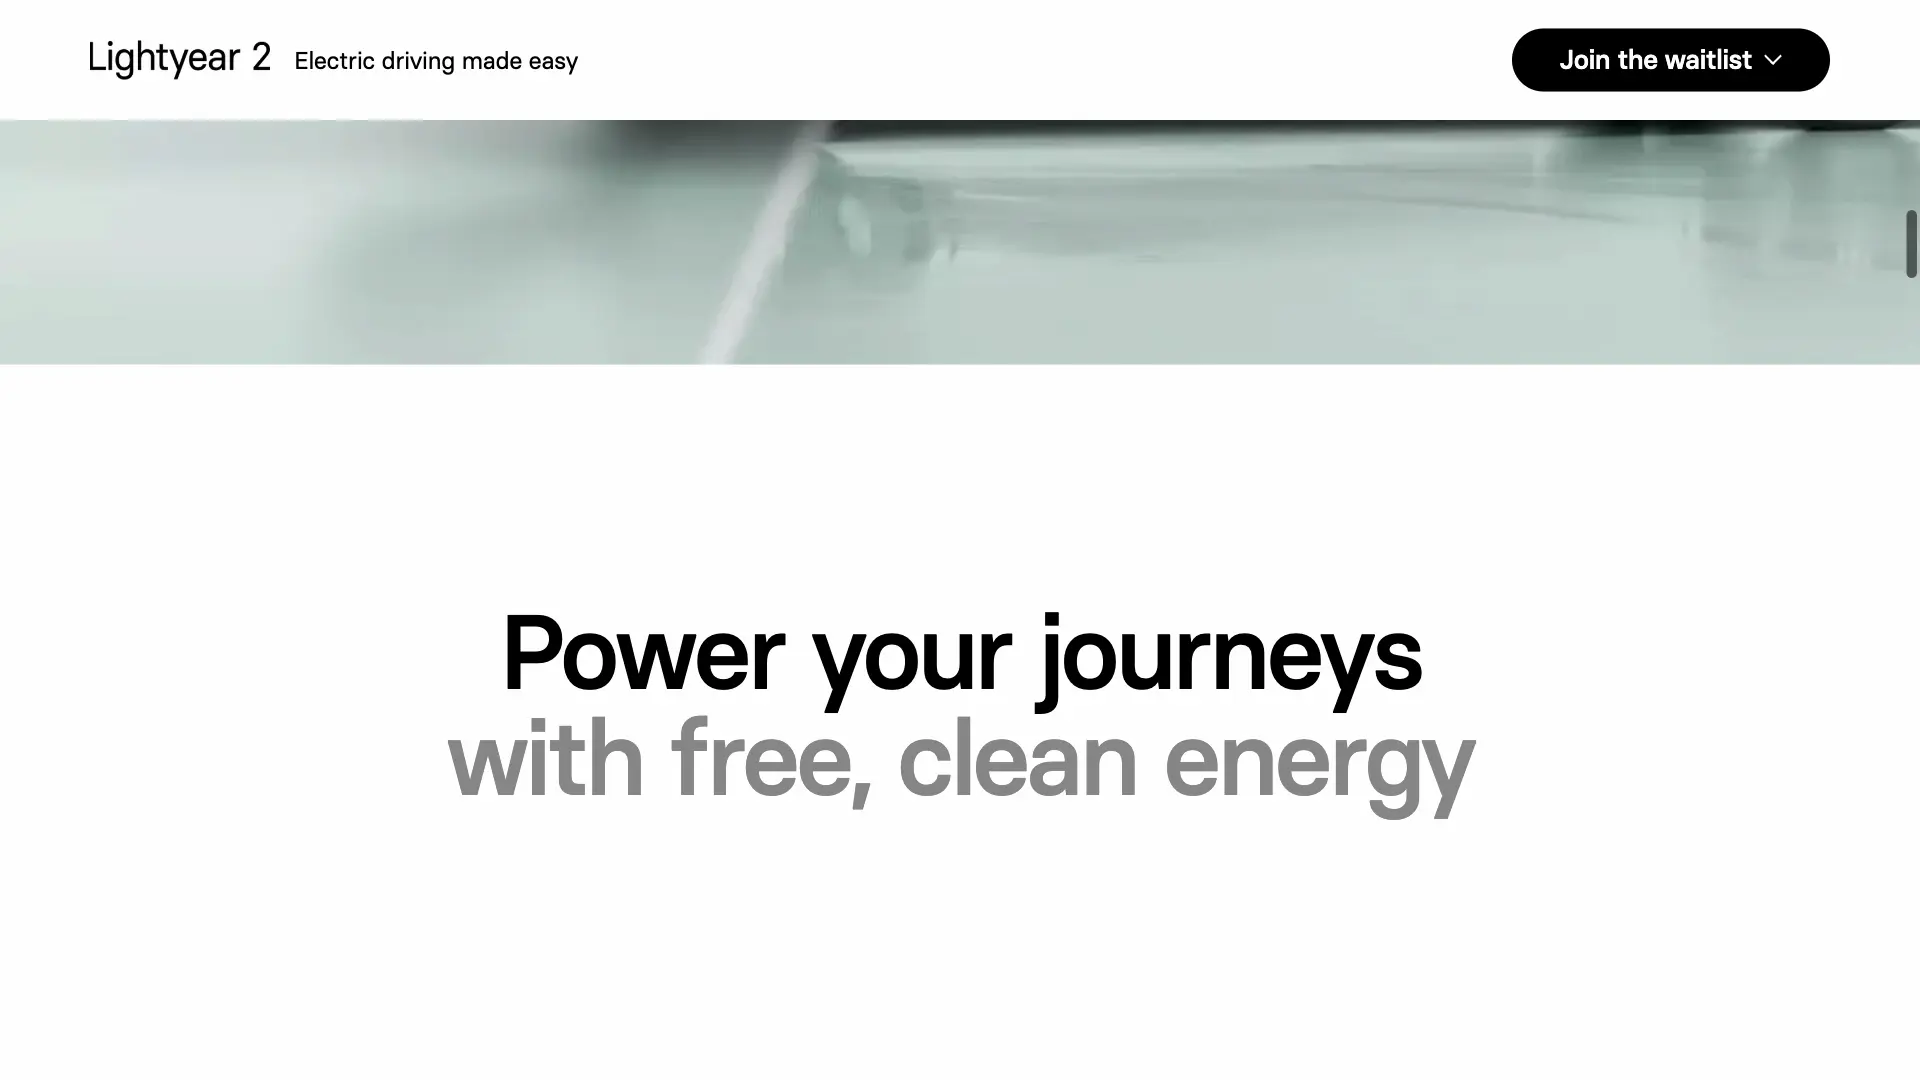 Lightyear 2 Electric driving made easy
Join the waitlist
Power your journeys
with free, clean energy